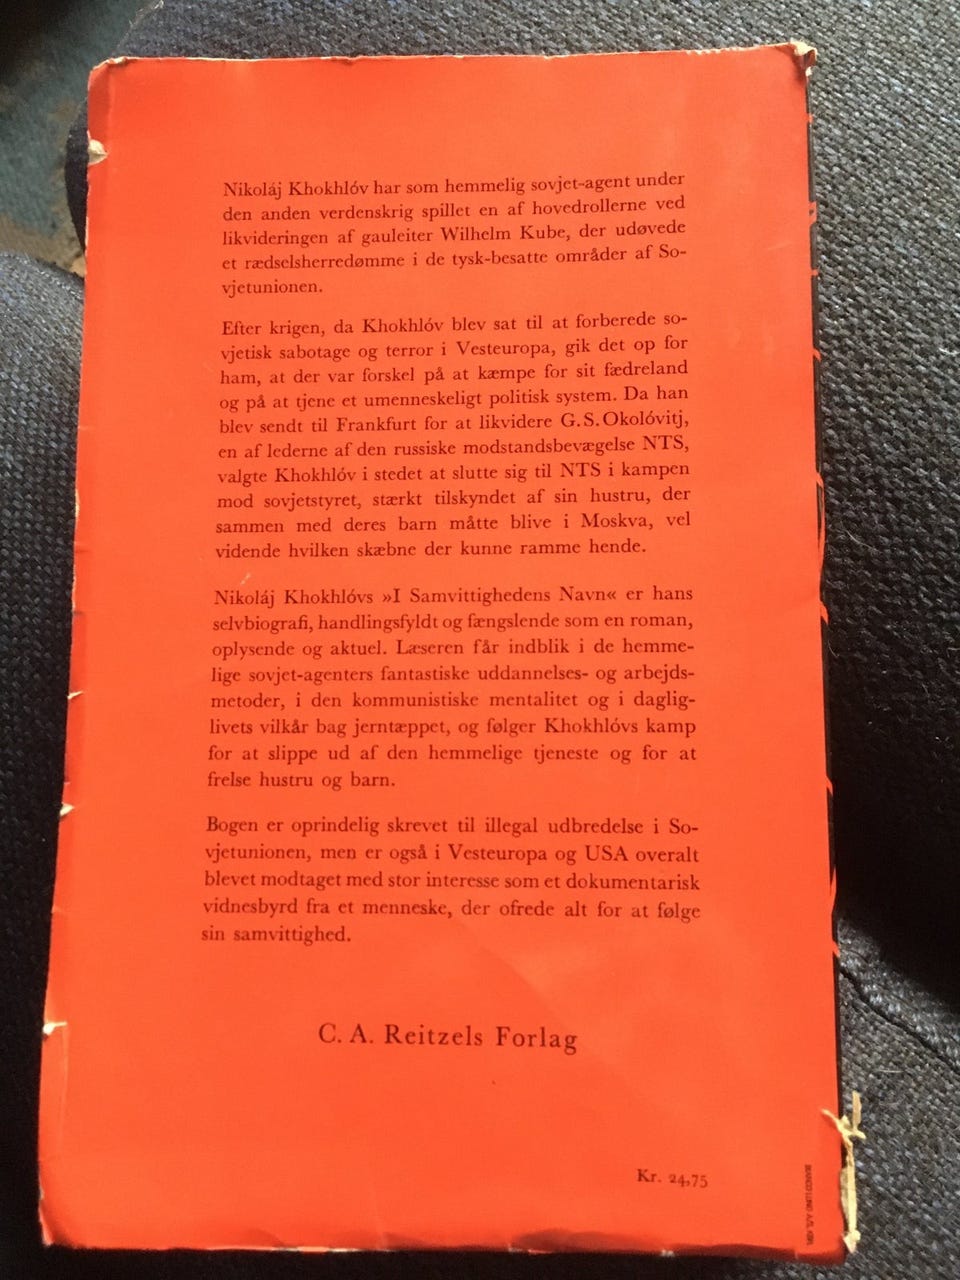 Nikoláj Khokhlóv har som hemmelig sovjet-agent under
den anden verdenskrig spillet en af hovedrollerne ved
likvideringen af gauleiter Wilhelm Kube, der udøvede
et rædselsherredømme i de tysk-besatte områder af So-
vjetunionen.
Efter krigen, da Khokhlóv blev sat til at forberede so-
vjetisk sabotage og terror i Vesteuropa, gik det op for
ham, at der var forskel på at kæmpe for sit fædreland
og på at tjene et umenneskeligt politisk system. Da han
blev sendt til Frankfurt for at likvidere G. S. Okolóvitj,
en af lederne af den russiske modstandsbevægelse NTS,
valgte Khokhlóv i stedet at slutte sig til NTS i kampen
mod sovjetstyret, stærkt tilskyndet af sin hustru, der
sammen med deres barn måtte blive i Moskva, vel
vidende hvilken skæbne der kunne ramme hende.
Nikoláj Khokhlóvs »I Samvittighedens Navn« er hans
selvbiografi, handlingsfyldt og fængslende som en roman,
oplysende og aktuel. Læseren får indblik i de hemme-
lige sovjet-agenters fantastiske uddannelses- og arbejds-
metoder, i den kommunistiske mentalitet og i daglig-
livets vilkår bag jerntæppet, og følger Khokhlóvs kamp
for at slippe ud af den hemmelige tjeneste og for at
frelse hustru og barn.
Bogen er oprindelig skrevet til illegal udbredelse i So-
vjetunionen, men er også i Vesteuropa og USA overalt
blevet modtaget med stor interesse som et dokumentarisk
vidnesbyrd fra et menneske, der ofrede alt for at følge
sin samvittighed.
C. A. Reitzels Forlag
Kr. 24,75
BIANCO LUNO A/S, KBH.